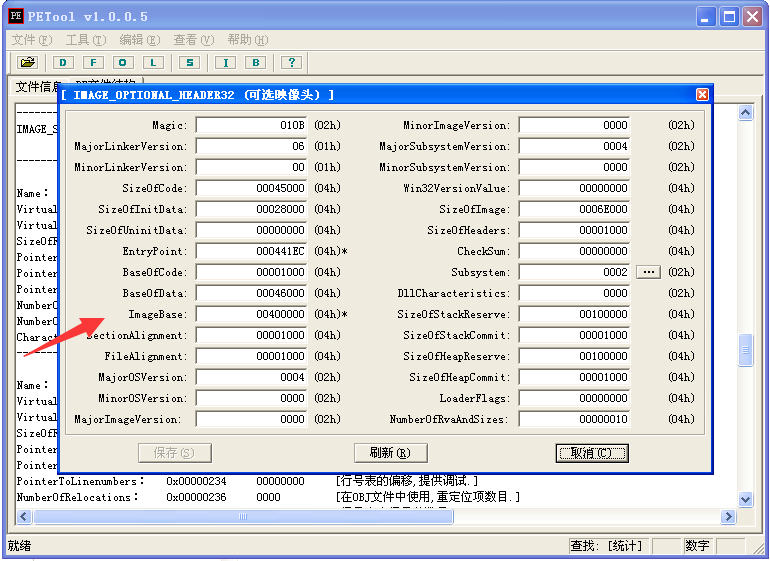 PETool v1.0.0.5
文件(F) 工具(T) 编辑(E) 查看(V) 帮助(H)
D F O L S I B ?
文件信息
[ IMAGE_OPTIONAL_HEADER32 (可选映像头) ]
Magic: 010B (02h) MinorImageVersion: 0000 (02h)
MajorLinkerVersion: 06 (01h) MajorSubsystemVersion: 0004 (02h)
MinorLinkerVersion: 00 (01h) MinorSubsystemVersion: 0000 (02h)
SizeOfCode: 00045000 (04h) Win32VersionValue: 00000000 (04h)
SizeOfInitData: 00028000 (04h) SizeOfImage: 0006E000 (04h)
SizeOfUninitData: 00000000 (04h) SizeOfHeaders: 00001000 (04h)
EntryPoint: 000441EC (04h)* CheckSum: 00000000 (04h)
BaseOfCode: 00001000 (04h) Subsystem: 0002 ... (02h)
BaseOfData: 00046000 (04h) DllCharacteristics: 0000 (02h)
ImageBase: 00400000 (04h)* SizeOfStackReserve: 00100000 (04h)
SectionAlignment: 00001000 (04h) SizeOfStackCommit: 00001000 (04h)
FileAlignment: 00001000 (04h) SizeOfHeapReserve: 00100000 (04h)
MajorOSVersion: 0004 (02h) SizeOfHeapCommit: 00001000 (04h)
MinorOSVersion: 0000 (02h) LoaderFlags: 00000000 (04h)
MajorImageVersion: 0000 (02h) NumberOfRvaAndSizes: 00000010 (04h)
保存(S) 刷新(R) 取消(C)
IMAGE_S
Name:
Virtual
Virtual
SizeOfR
Pointer
Pointer
Pointer
NumberO
NumberO
Charact
Name:
Virtual
Virtual
SizeOfR
Pointer
Pointer
PointerToLinenumbers: 0x00000234 00000000 [行号表的偏移,提供调试.]
NumberOfRelocations: 0x00000236 0000 [在OBJ文件中使用,重定位项数目.]
就绪 查找: [统计] 数字